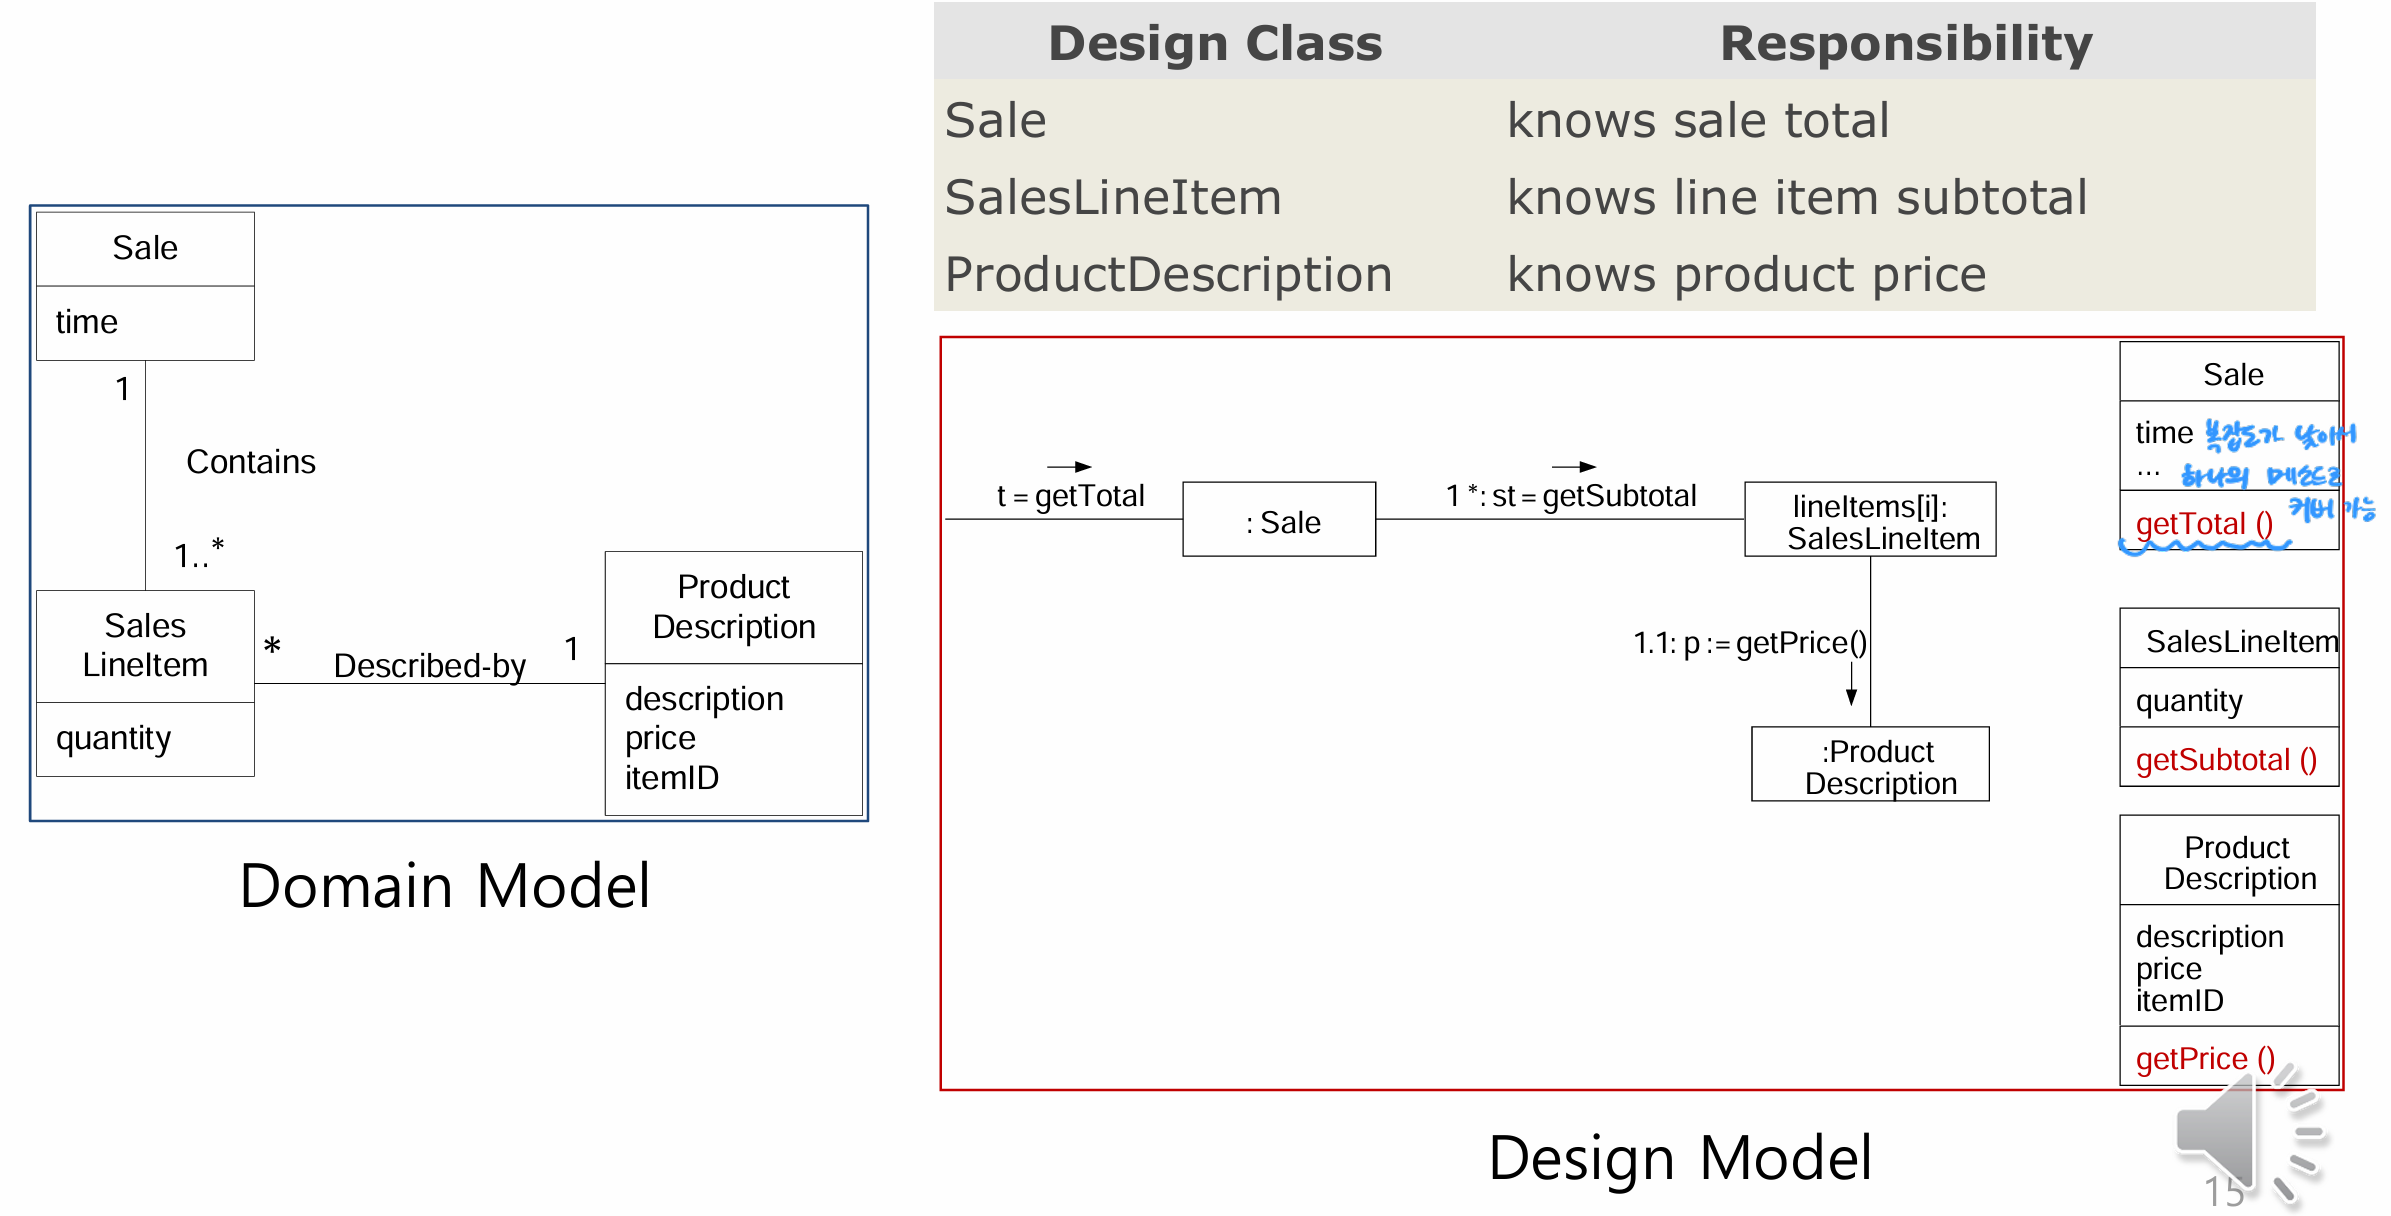 Design Class Responsibility
Sale knows sale total
SalesLineItem knows line item subtotal
ProductDescription knows product price
Sale
time
1
Contains
1..*
Sales
LineItem
quantity
*
Described-by
1
Product
Description
description
price
itemID
Domain Model
t = getTotal
: Sale
1 *: st = getSubtotal
lineItems[i]:
SalesLineItem
1.1: p := getPrice()
:Product
Description
Sale
time
...
복잡도가 낮아서
하나의 메소드로
커버 가능
getTotal ()
SalesLineItem
quantity
getSubtotal ()
Product
Description
description
price
itemID
getPrice ()
Design Model
15